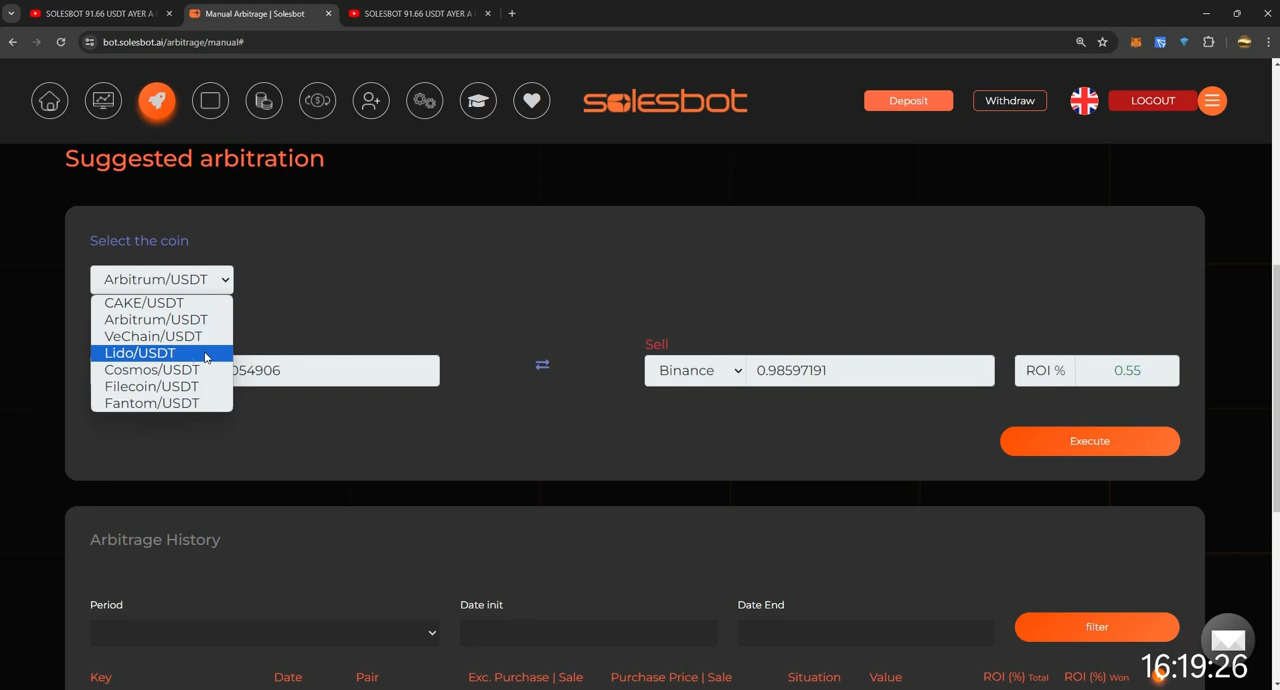 SOLESBOT 91.66 USDT AYER A
Manual Arbitrage | Solesbot
SOLESBOT 91.66 USDT AYER A
bot.solesbot.ai/arbitrage/manual#
solesbot
Deposit
Withdraw
LOGOUT
Suggested arbitration
Select the coin
Arbitrum/USDT
CAKE/USDT
Arbitrum/USDT
VeChain/USDT
Lido/USDT
Cosmos/USDT
Filecoin/USDT
Fantom/USDT
Sell
054906
Binance
0.98597191
ROI %
0.55
Execute
Arbitrage History
Period
Date init
Date End
filter
Key
Date
Pair
Exc. Purchase | Sale
Purchase Price | Sale
Situation
Value
ROI (%) Total
ROI (%) Won
16:19:26